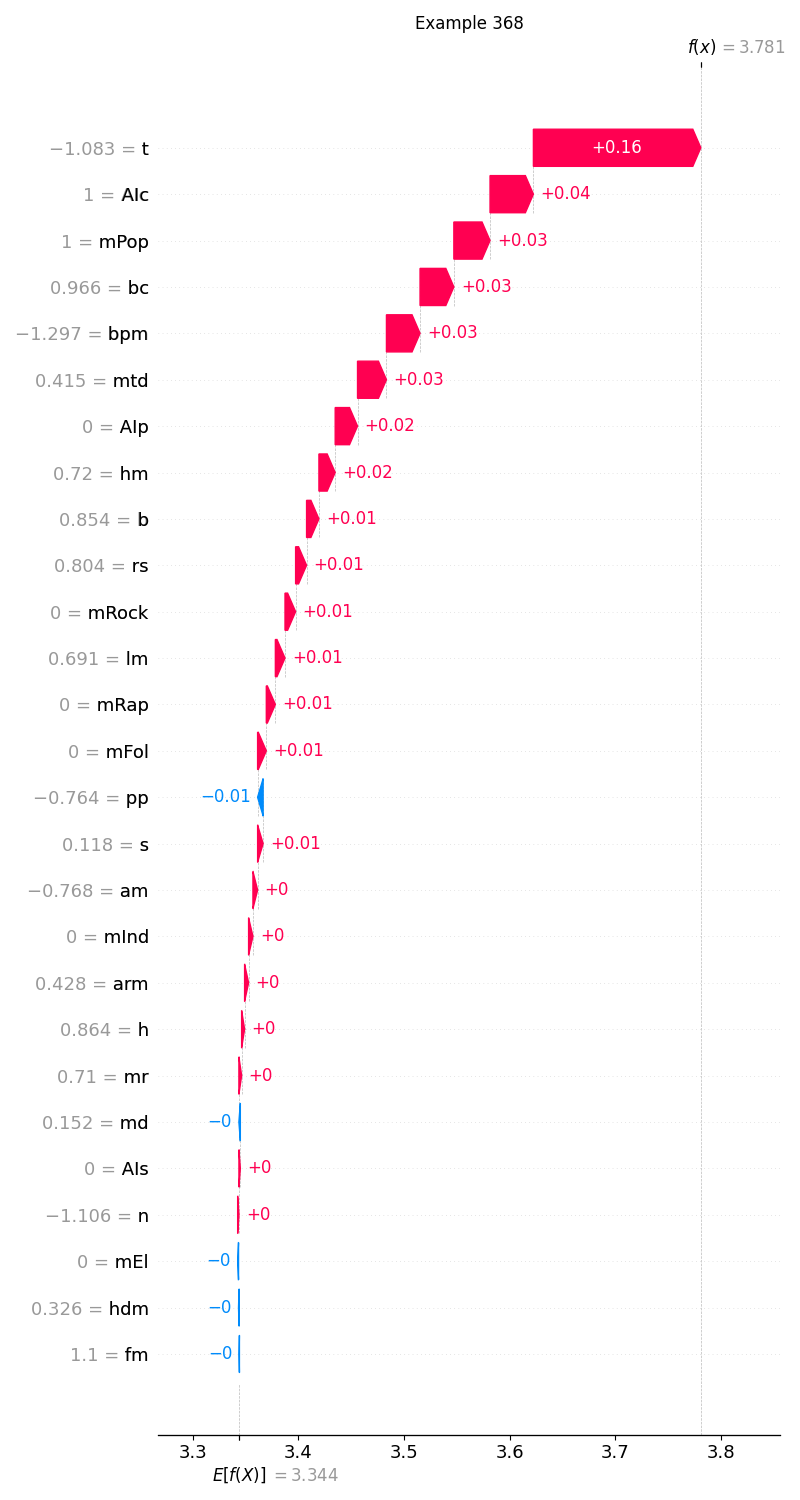 Example 368
f(x) = 3.781
−1.083 = t
+0.16
1 = AIc
+0.04
1 = mPop
+0.03
0.966 = bc
+0.03
−1.297 = bpm
+0.03
0.415 = mtd
+0.03
0 = AIp
+0.02
0.72 = hm
+0.02
0.854 = b
+0.01
0.804 = rs
+0.01
0 = mRock
+0.01
0.691 = lm
+0.01
0 = mRap
+0.01
0 = mFol
+0.01
−0.764 = pp
−0.01
0.118 = s
+0.01
−0.768 = am
+0
0 = mInd
+0
0.428 = arm
+0
0.864 = h
+0
0.71 = mr
+0
0.152 = md
−0
0 = AIs
+0
−1.106 = n
+0
0 = mEl
−0
0.326 = hdm
−0
1.1 = fm
−0
3.3 3.4 3.5 3.6 3.7 3.8
E[f(X)] = 3.344